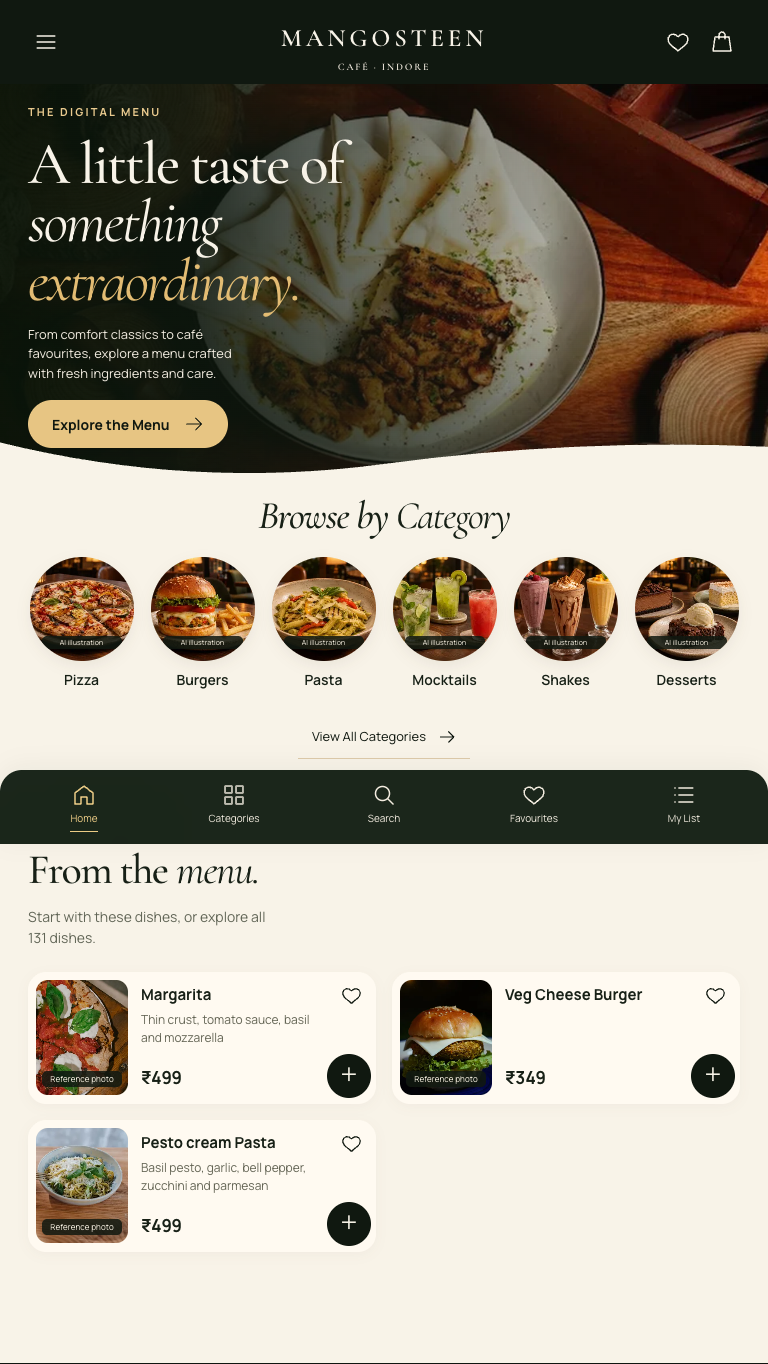 MANGOSTEEN
CAFÉ · INDORE
THE DIGITAL MENU
A little taste of
something
extraordinary.
From comfort classics to café
favourites, explore a menu crafted
with fresh ingredients and care.
Explore the Menu
Browse by Category
AI illustration
AI illustration
AI illustration
AI illustration
AI illustration
AI illustration
Pizza
Burgers
Pasta
Mocktails
Shakes
Desserts
View All Categories
Home
Categories
Search
Favourites
My List
From the menu.
Start with these dishes, or explore all
131 dishes.
Margarita
Thin crust, tomato sauce, basil
and mozzarella
₹499
Reference photo
Veg Cheese Burger
₹349
Reference photo
Pesto cream Pasta
Basil pesto, garlic, bell pepper,
zucchini and parmesan
₹499
Reference photo